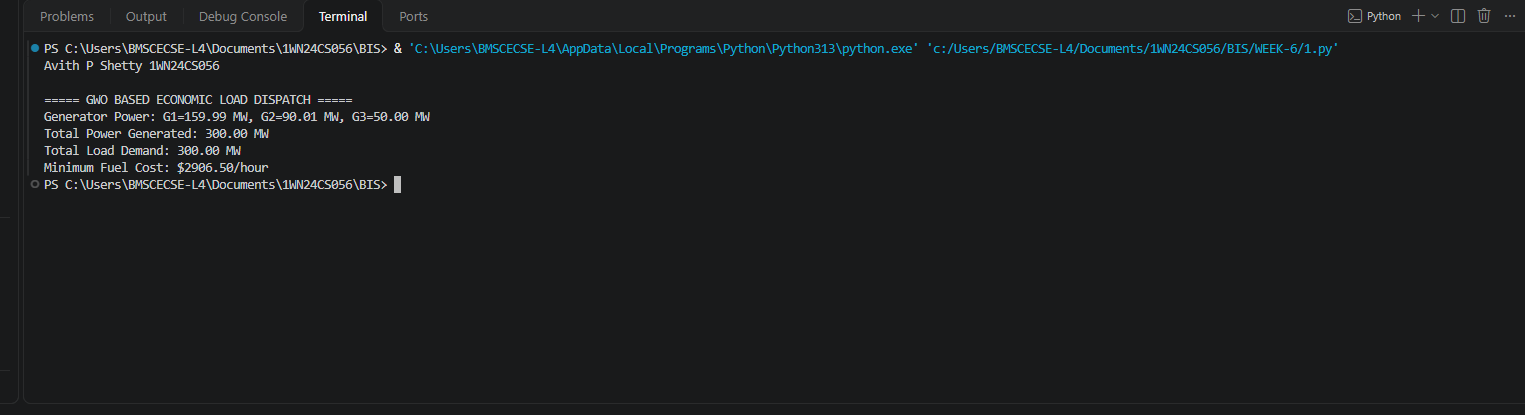 Problems Output Debug Console Terminal Ports Python
PS C:\Users\BMSCECSE-L4\Documents\1WN24CS056\BIS> & 'C:\Users\BMSCECSE-L4\AppData\Local\Programs\Python\Python313\python.exe' 'c:/Users/BMSCECSE-L4/Documents/1WN24CS056/BIS/WEEK-6/1.py'
Avith P Shetty 1WN24CS056
===== GWO BASED ECONOMIC LOAD DISPATCH =====
Generator Power: G1=159.99 MW, G2=90.01 MW, G3=50.00 MW
Total Power Generated: 300.00 MW
Total Load Demand: 300.00 MW
Minimum Fuel Cost: $2906.50/hour
PS C:\Users\BMSCECSE-L4\Documents\1WN24CS056\BIS>